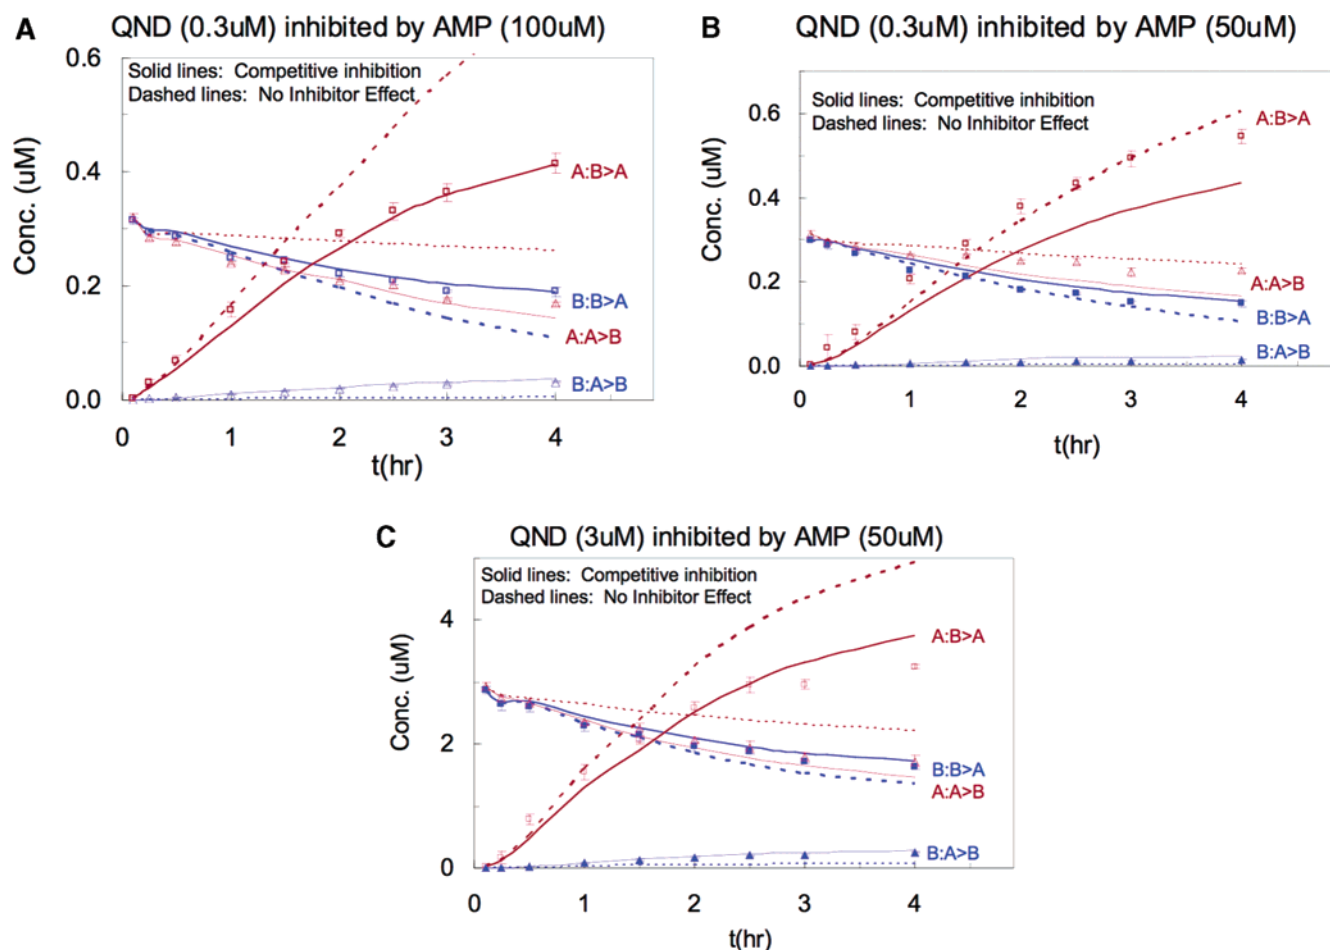 A
QND (0.3uM) inhibited by AMP (100uM)
Solid lines: Competitive inhibition
Dashed lines: No Inhibitor Effect
Conc. (uM)
0.6
0.4
0.2
0.0
A:B>A
B:B>A
A:A>B
B:A>B
0 1 2 3 4
t(hr)
B
QND (0.3uM) inhibited by AMP (50uM)
Solid lines: Competitive inhibition
Dashed lines: No Inhibitor Effect
Conc. (uM)
0.6
0.4
0.2
0.0
A:B>A
A:A>B
B:B>A
B:A>B
0 1 2 3 4
t(hr)
C
QND (3uM) inhibited by AMP (50uM)
Solid lines: Competitive inhibition
Dashed lines: No Inhibitor Effect
Conc. (uM)
4
2
0
A:B>A
B:B>A
A:A>B
B:A>B
0 1 2 3 4
t(hr)